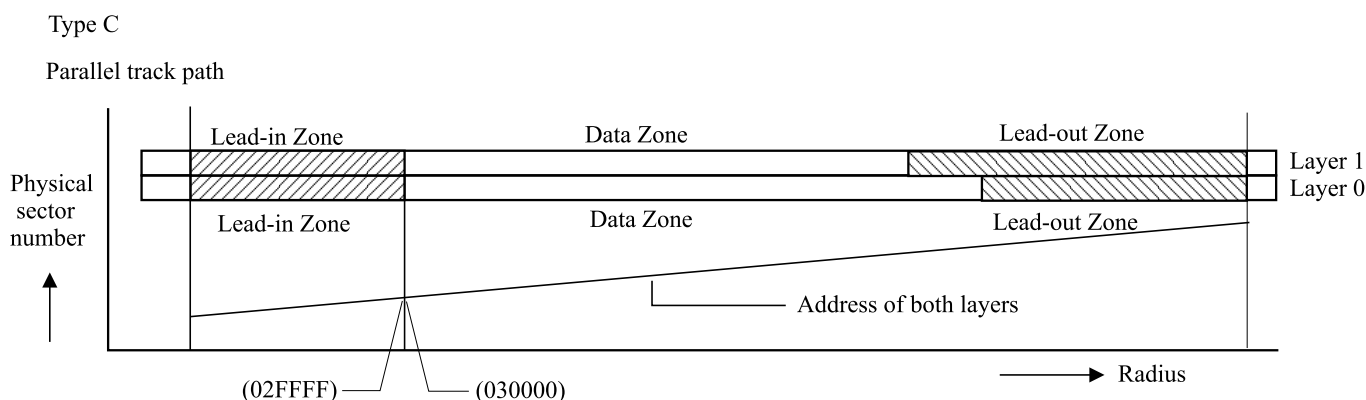 Type C
Parallel track path
Lead-in Zone
Data Zone
Lead-out Zone
Layer 1
Layer 0
Physical
sector
number
Lead-in Zone
Data Zone
Lead-out Zone
Address of both layers
(02FFFF)
(030000)
Radius